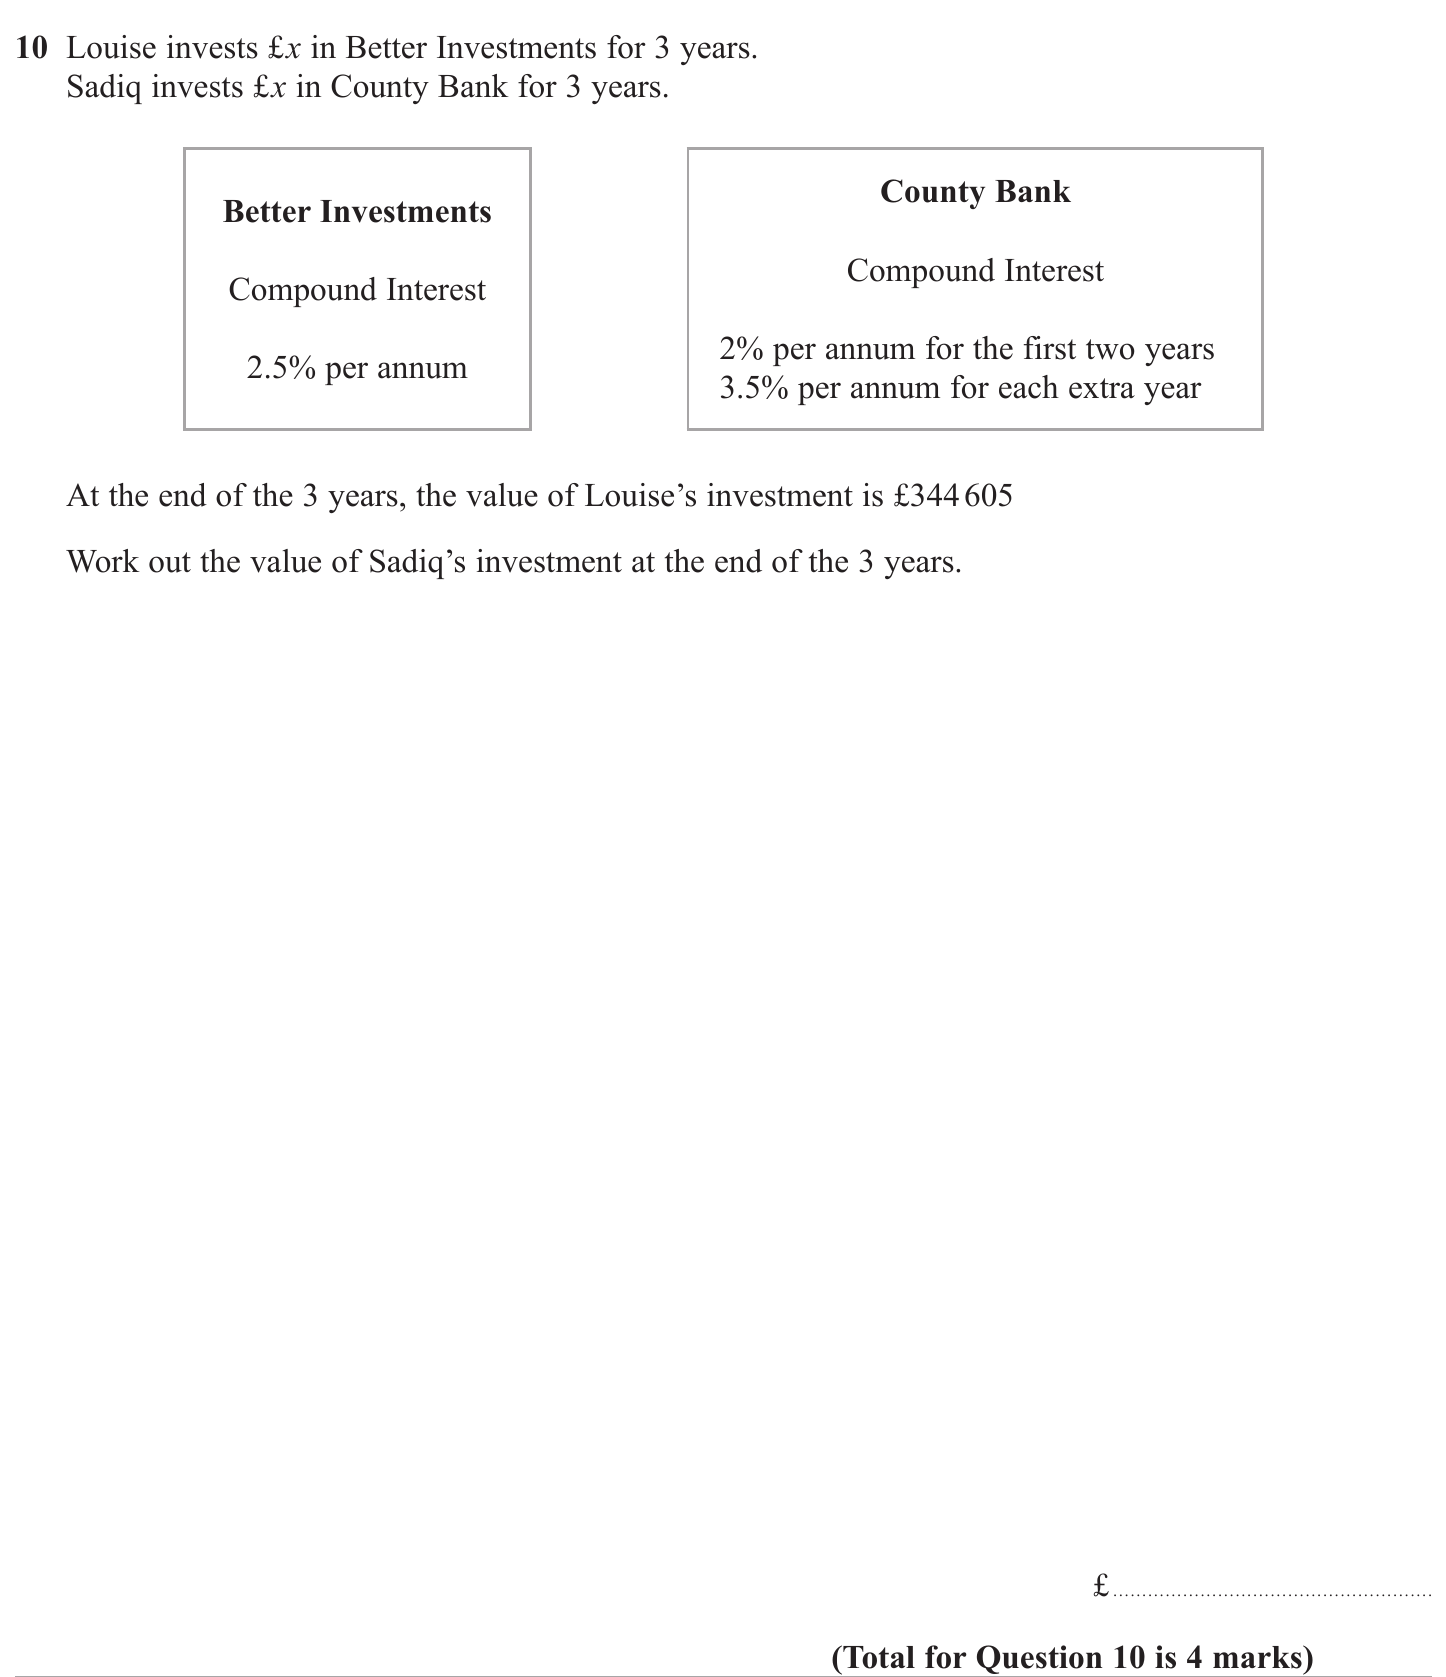 10 Louise invests £x in Better Investments for 3 years.
Sadiq invests £x in County Bank for 3 years.
Better Investments
Compound Interest
2.5% per annum
County Bank
Compound Interest
2% per annum for the first two years
3.5% per annum for each extra year
At the end of the 3 years, the value of Louise’s investment is £344 605
Work out the value of Sadiq’s investment at the end of the 3 years.
£
(Total for Question 10 is 4 marks)